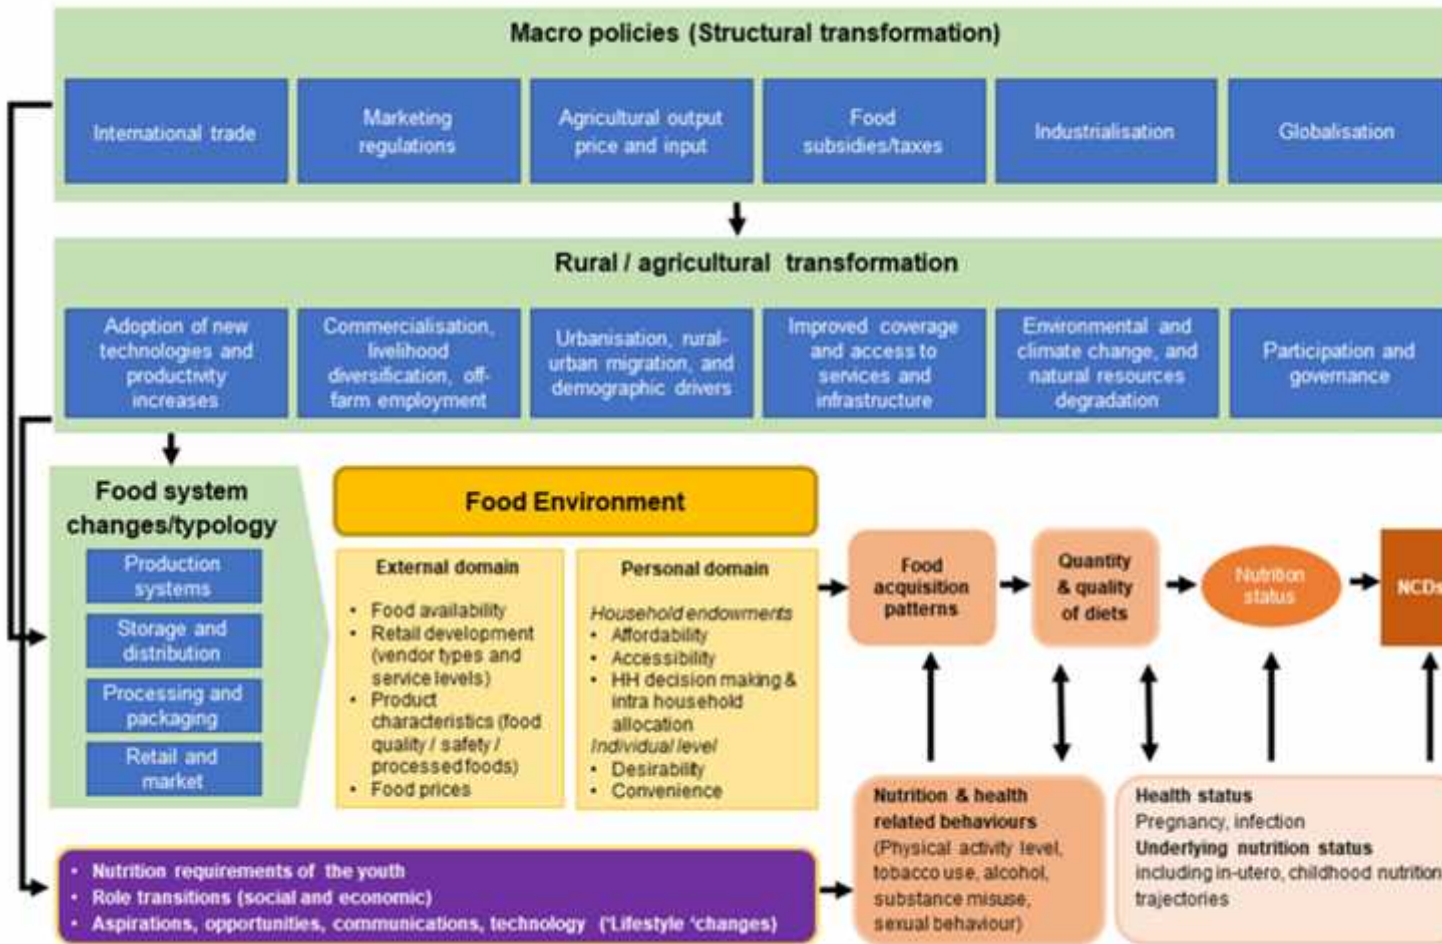 Macro policies (Structural transformation)
International trade
Marketing
regulations
Agricultural output
price and input
Food
subsidies/taxes
Industrialisation
Globalisation
Rural / agricultural transformation
Adoption of new
technologies and
productivity
increases
Commercialisation,
livelihood
diversification, off-
farm employment
Urbanisation, rural-
urban migration, and
demographic drivers
Improved coverage
and access to
services and
infrastructure
Environmental and
climate change, and
natural resources
degradation
Participation and
governance
Food system
changes/typology
Production
systems
Storage and
distribution
Processing and
packaging
Retail and
market
Food Environment
External domain
• Food availability
• Retail development
(vendor types and
service levels)
• Product
characteristics (food
quality / safety /
processed foods)
• Food prices
Personal domain
Household endowments
• Affordability
• Accessibility
• HH decision making &
intra household
allocation
Individual level
• Desirability
• Convenience
Food
acquisition
patterns
Quantity
& quality
of diets
Nutrition
status
NCDs
• Nutrition requirements of the youth
• Role transitions (social and economic)
• Aspirations, opportunities, communications, technology ('Lifestyle 'changes)
Nutrition & health
related behaviours
(Physical activity level,
tobacco use, alcohol,
substance misuse,
sexual behaviour)
Health status
Pregnancy, infection
Underlying nutrition status
including in-utero, childhood nutrition
trajectories